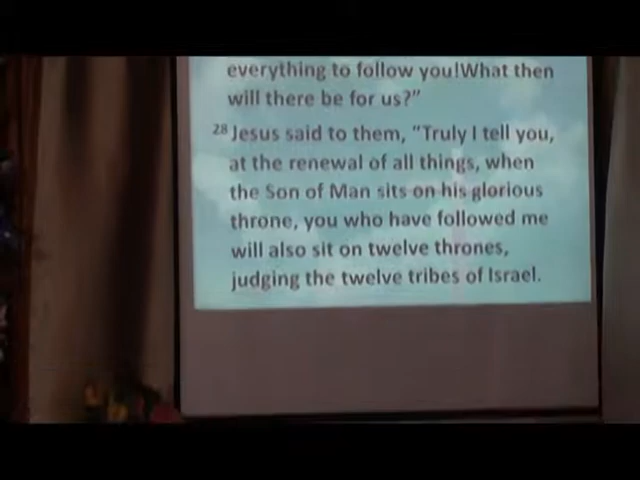 everything to follow you!What then
will there be for us?”
28 Jesus said to them, “Truly I tell you,
at the renewal of all things, when
the Son of Man sits on his glorious
throne, you who have followed me
will also sit on twelve thrones,
judging the twelve tribes of Israel.